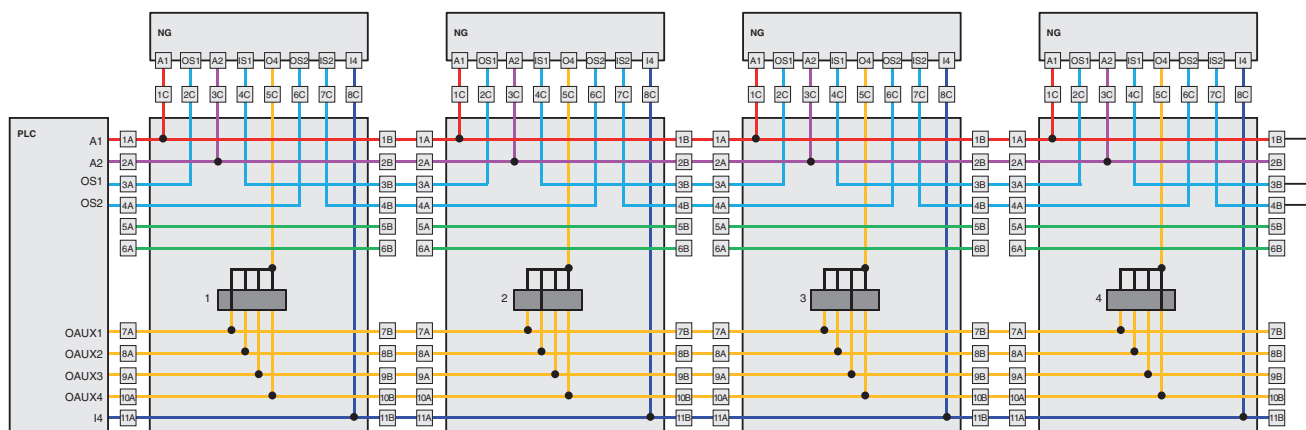 NG NG NG NG
A1 OS1 A2 IS1 O4 OS2 IS2 I4 A1 OS1 A2 IS1 O4 OS2 IS2 I4 A1 OS1 A2 IS1 O4 OS2 IS2 I4 A1 OS1 A2 IS1 O4 OS2 IS2 I4
1C 2C 3C 4C 5C 6C 7C 8C 1C 2C 3C 4C 5C 6C 7C 8C 1C 2C 3C 4C 5C 6C 7C 8C 1C 2C 3C 4C 5C 6C 7C 8C
PLC
A1 1A 1B 1A 1B 1A 1B 1A 1B
A2 2A 2B 2A 2B 2A 2B 2A 2B
OS1 3A 3B 3A 3B 3A 3B 3A 3B
OS2 4A 4B 4A 4B 4A 4B 4A 4B
5A 5B 5A 5B 5A 5B 5A 5B
6A 6B 6A 6B 6A 6B 6A 6B
1 2 3 4
OAUX1 7A 7B 7A 7B 7A 7B 7A 7B
OAUX2 8A 8B 8A 8B 8A 8B 8A 8B
OAUX3 9A 9B 9A 9B 9A 9B 9A 9B
OAUX4 10A 10B 10A 10B 10A 10B 10A 10B
I4 11A 11B 11A 11B 11A 11B 11A 11B